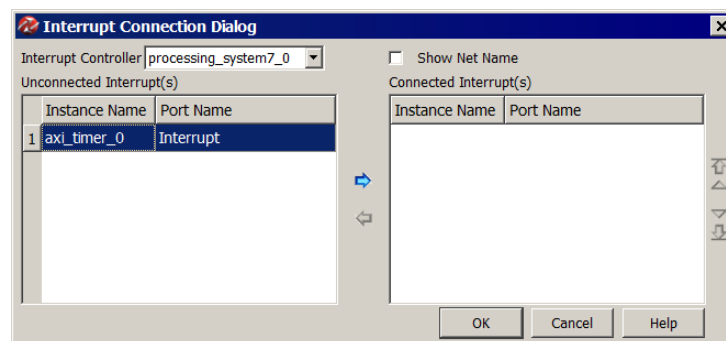 Interrupt Connection Dialog
Interrupt Controller processing_system7_0
Show Net Name
Unconnected Interrupt(s)
Connected Interrupt(s)
Instance Name Port Name
Instance Name Port Name
1 axi_timer_0 Interrupt
OK Cancel Help